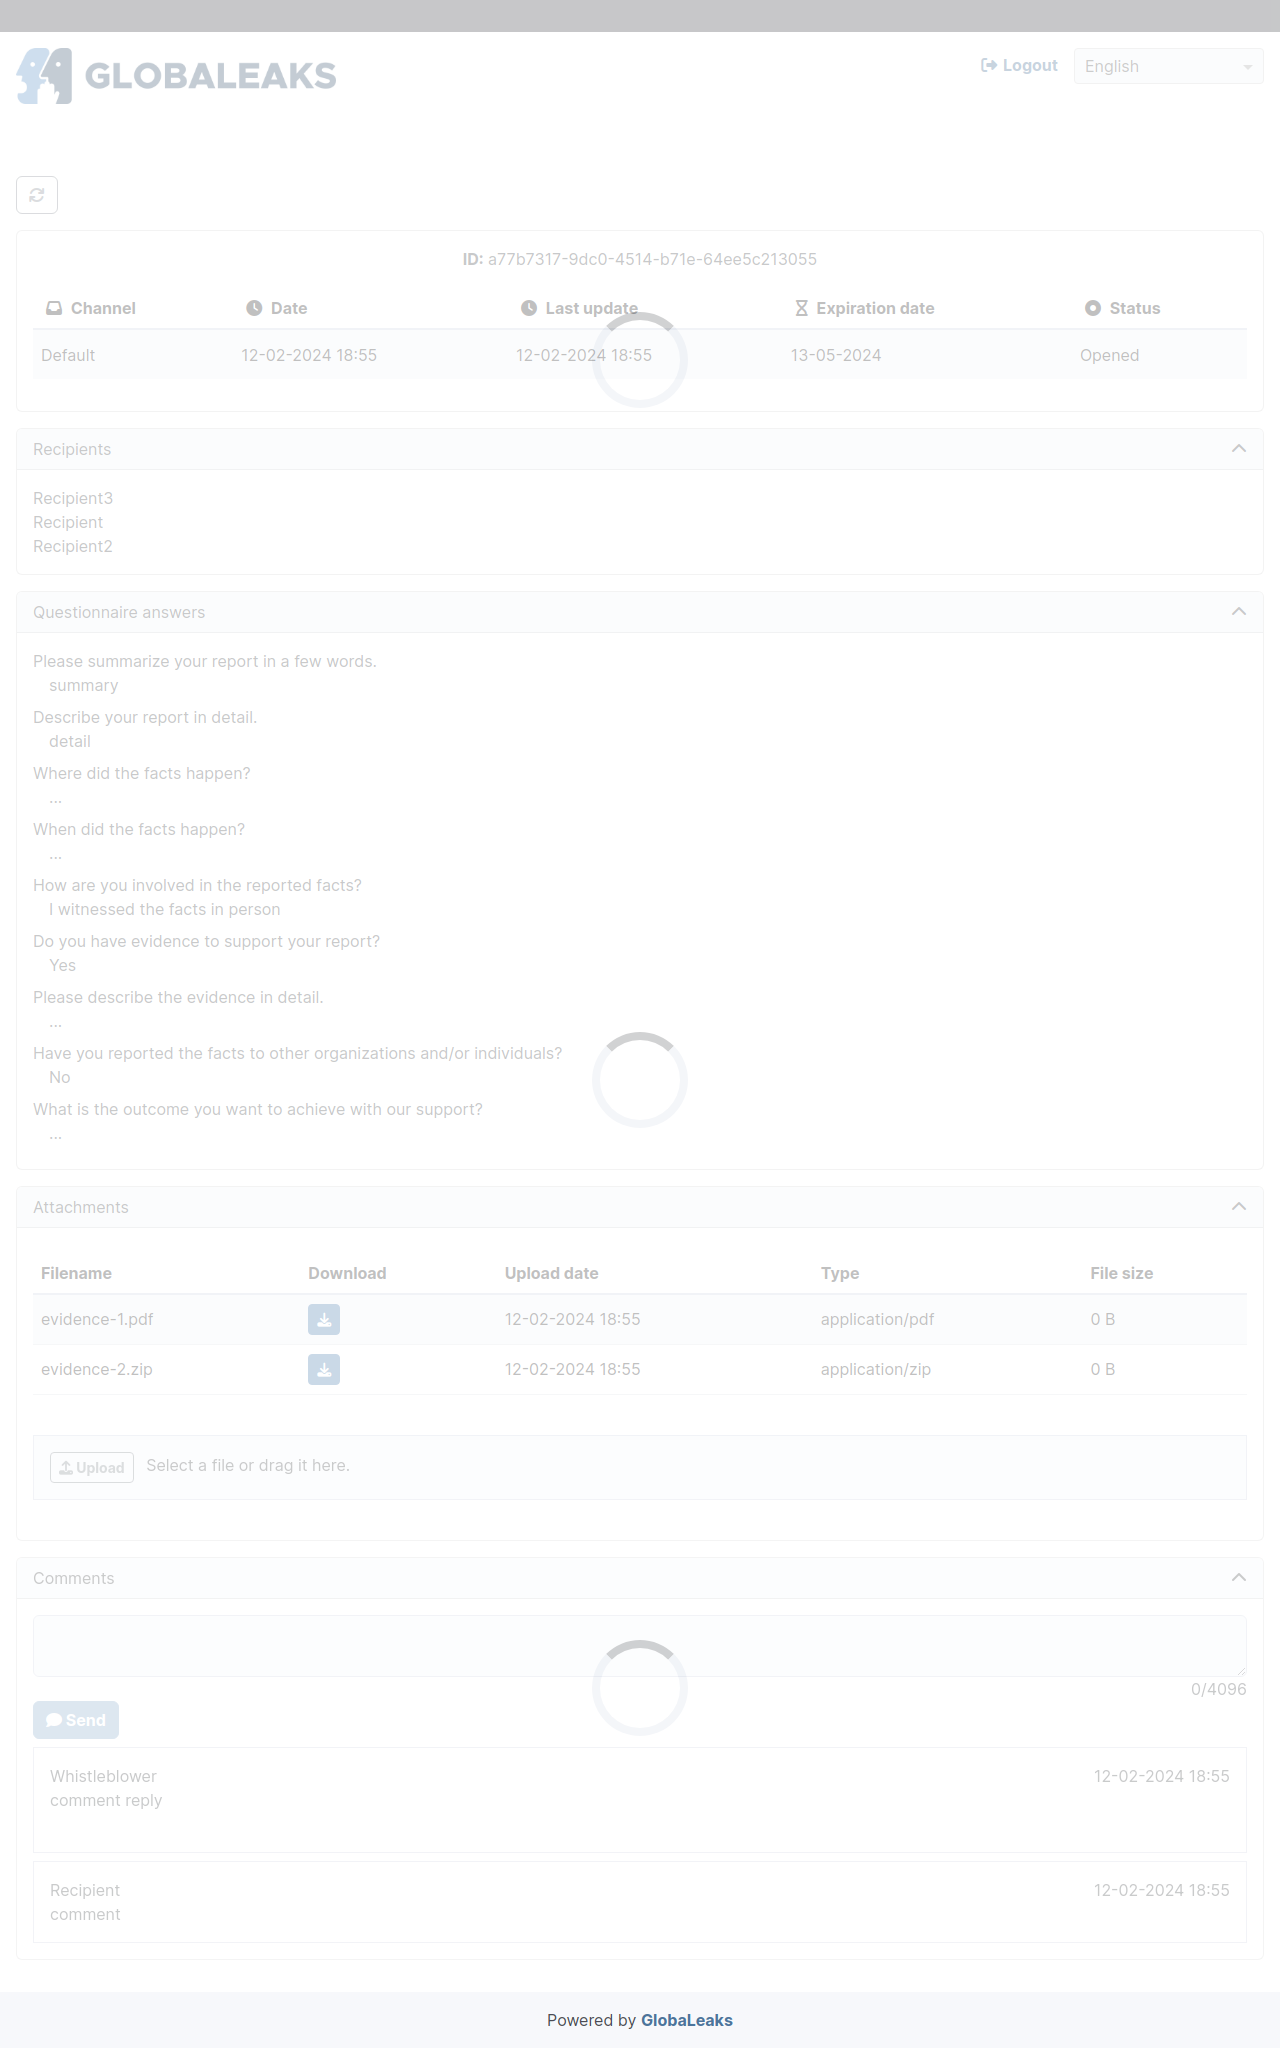 GLOBALEAKS
Logout
English
ID: a77b7317-9dc0-4514-b71e-64ee5c213055
Channel Date Last update Expiration date Status
Default 12-02-2024 18:55 12-02-2024 18:55 13-05-2024 Opened
Recipients
Recipient3
Recipient
Recipient2
Questionnaire answers
Please summarize your report in a few words.
summary
Describe your report in detail.
detail
Where did the facts happen?
...
When did the facts happen?
...
How are you involved in the reported facts?
I witnessed the facts in person
Do you have evidence to support your report?
Yes
Please describe the evidence in detail.
...
Have you reported the facts to other organizations and/or individuals?
No
What is the outcome you want to achieve with our support?
...
Attachments
Filename Download Upload date Type File size
evidence-1.pdf 12-02-2024 18:55 application/pdf 0 B
evidence-2.zip 12-02-2024 18:55 application/zip 0 B
Upload Select a file or drag it here.
Comments
0/4096
Send
Whistleblower 12-02-2024 18:55
comment reply
Recipient 12-02-2024 18:55
comment
Powered by GlobaLeaks